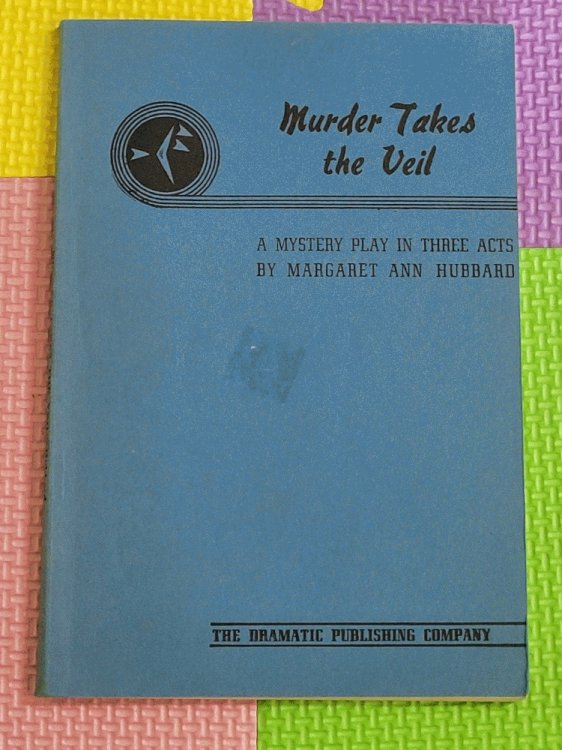 Murder Takes
the Veil
A MYSTERY PLAY IN THREE ACTS
BY MARGARET ANN HUBBARD
THE DRAMATIC PUBLISHING COMPANY